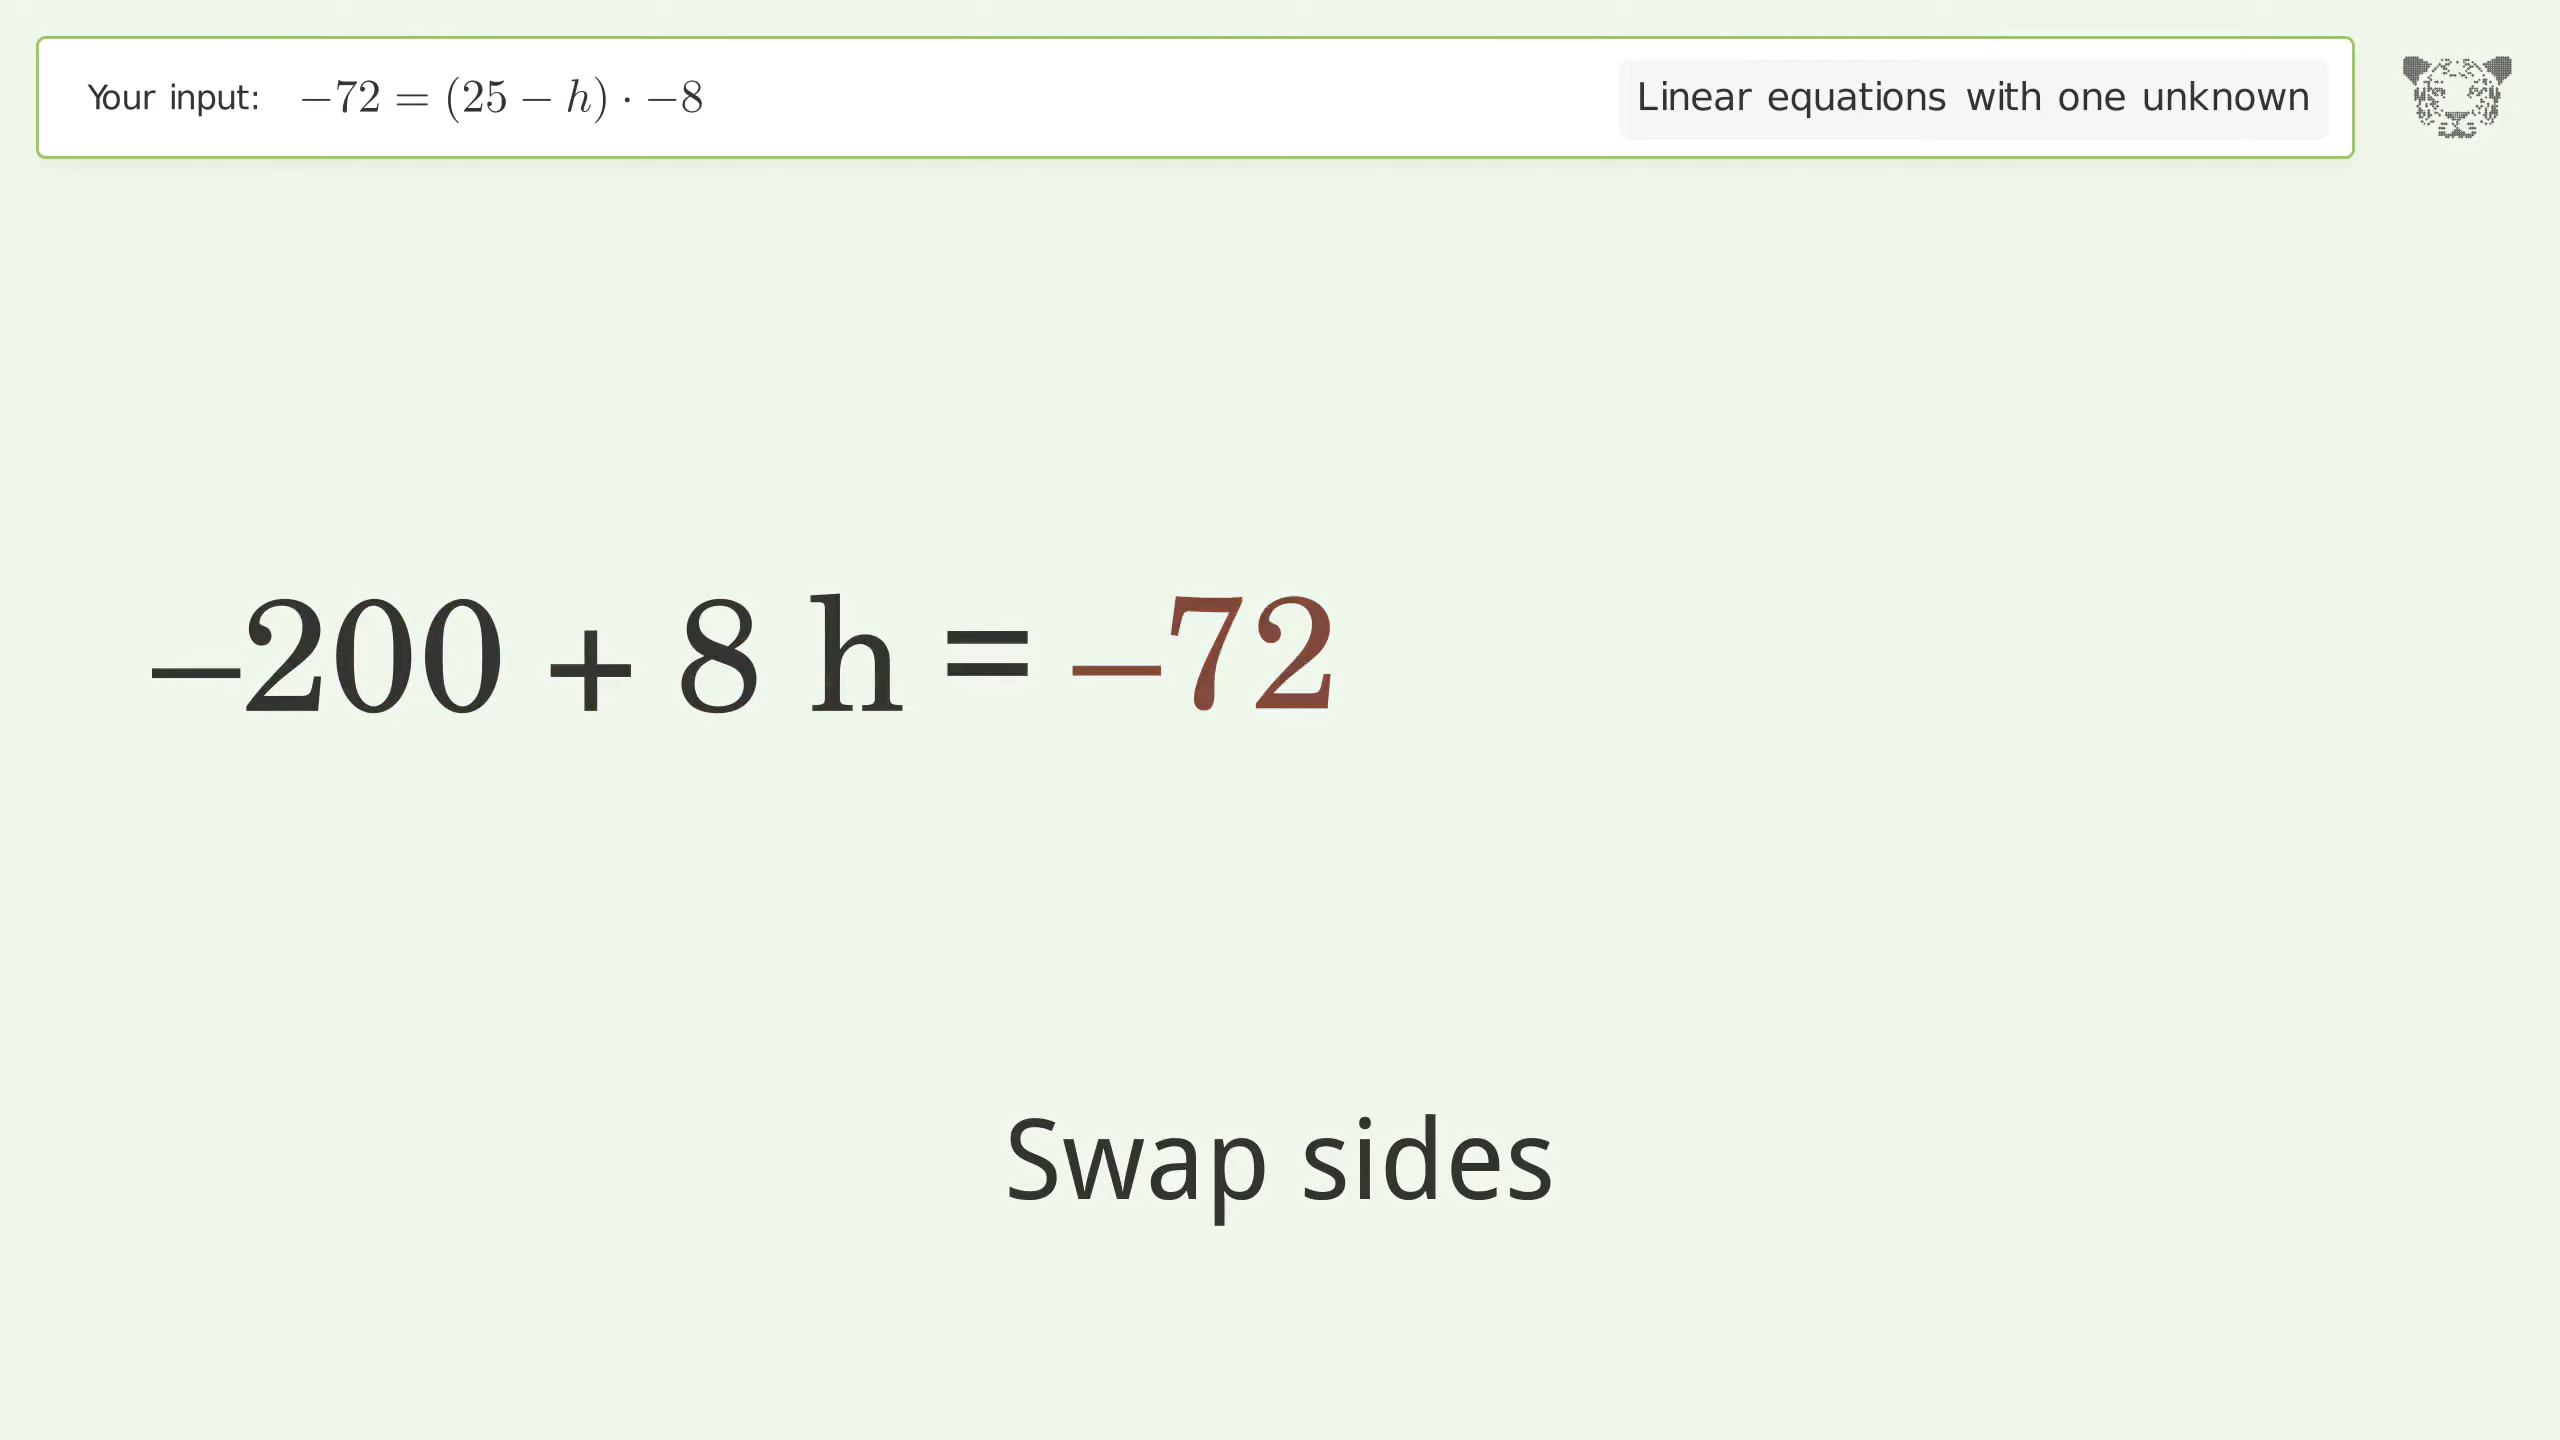 Your input: −72 = (25 − h) · −8
Linear equations with one unknown
−200 + 8 h = −72
Swap sides